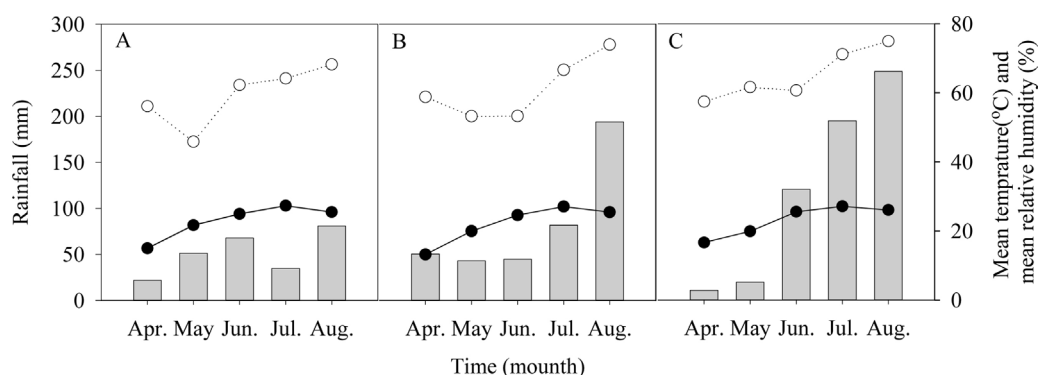 300
250
200
150
100
50
0
Rainfall (mm)
A
B
C
80
60
40
20
0
Mean temprature(°C) and
mean relative humidity (%)
Apr. May Jun. Jul. Aug.
Apr. May Jun. Jul. Aug.
Apr. May Jun. Jul. Aug.
Time (mounth)